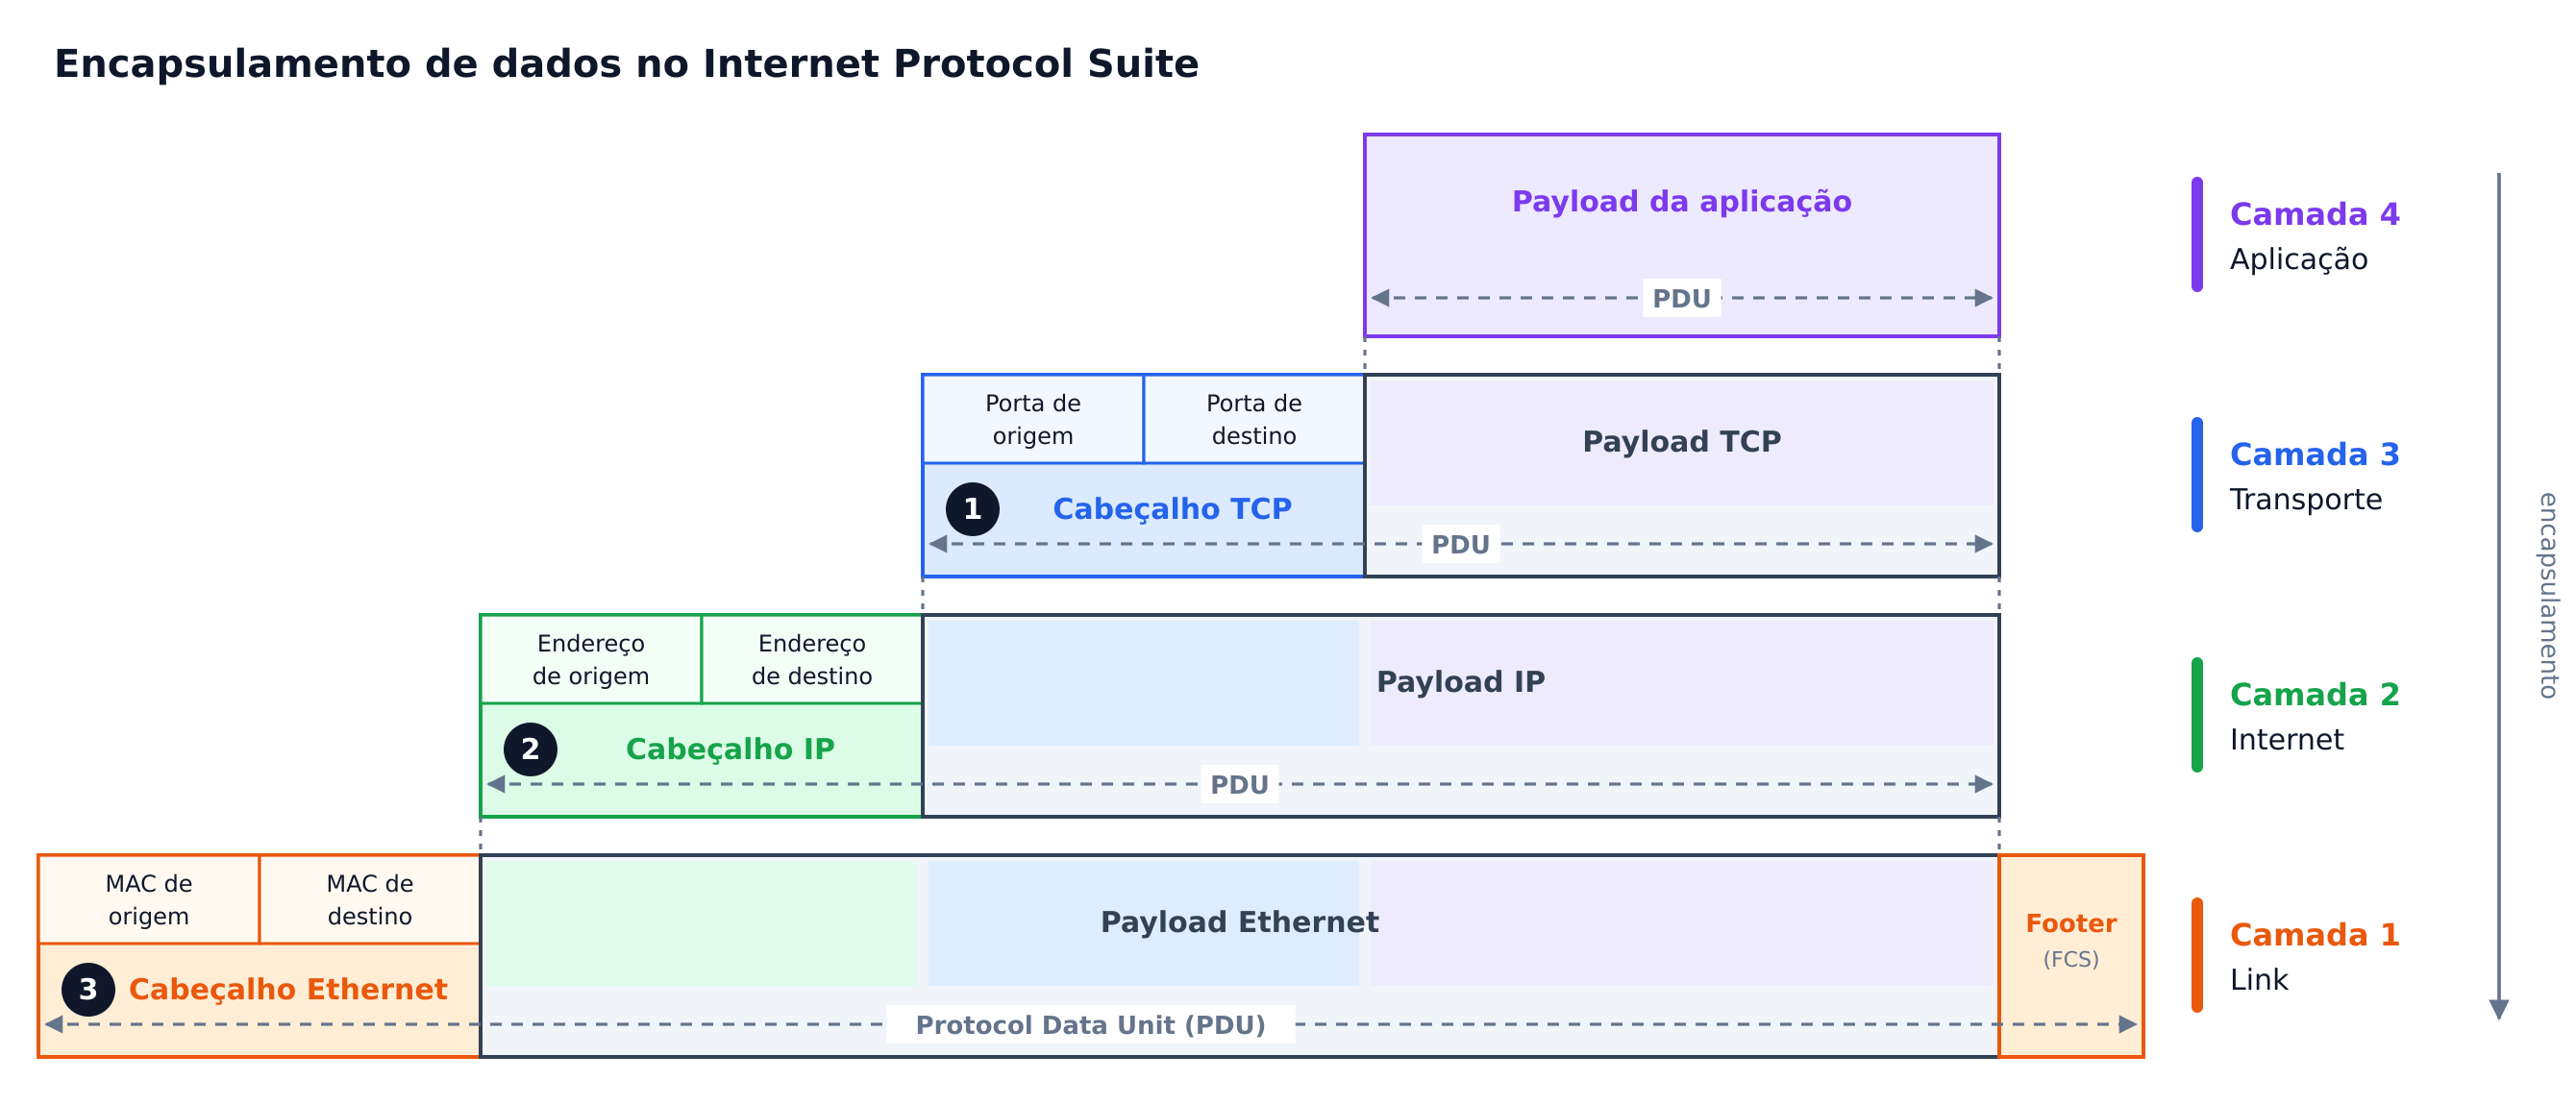 Encapsulamento de dados no Internet Protocol Suite
Payload da aplicação
PDU
Camada 4
Aplicação
Porta de
origem
Porta de
destino
1
Cabeçalho TCP
Payload TCP
PDU
Camada 3
Transporte
Endereço
de origem
Endereço
de destino
2
Cabeçalho IP
Payload IP
PDU
Camada 2
Internet
MAC de
origem
MAC de
destino
3
Cabeçalho Ethernet
Payload Ethernet
Protocol Data Unit (PDU)
Footer
(FCS)
Camada 1
Link
encapsulamento